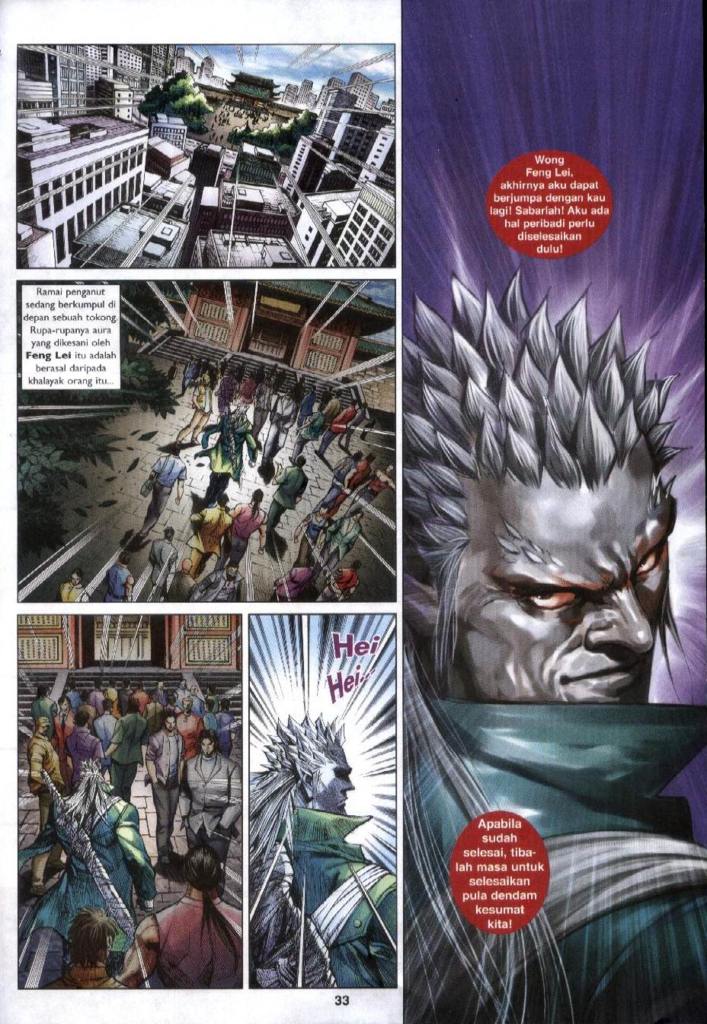 Ramai penganut
sedang berkumpul di
depan sebuah tokong.
Rupa-rupanya aura
yang dikesani oleh
Feng Lei itu adalah
berasal daripada
khalayak orang itu...
Hei
Hei...
Wong
Feng Lei,
akhirnya aku dapat
berjumpa dengan kau
lagi! Sabarlah! Aku ada
hal peribadi perlu
diselesaikan
dulu!
Apabila
sudah
selesai, tiba-
lah masa untuk
selesaikan
pula dendam
kesumat
kita!
33